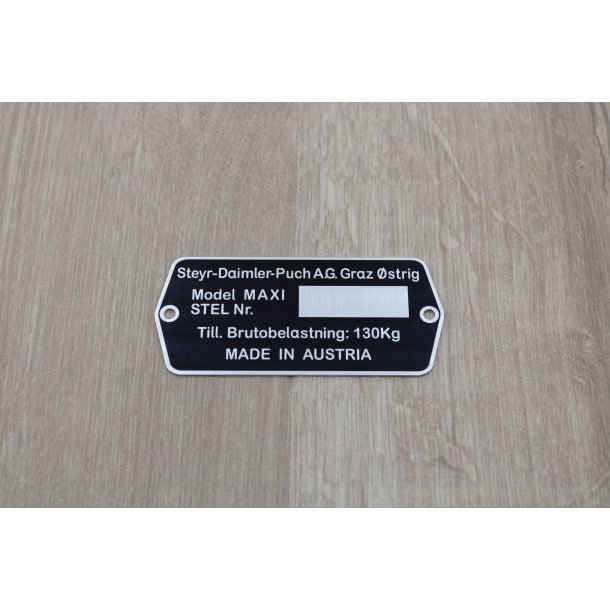 Steyr-Daimler-Puch A.G. Graz Østrig
Model MAXI
STEL Nr.
Till. Brutobelastning: 130Kg
MADE IN AUSTRIA